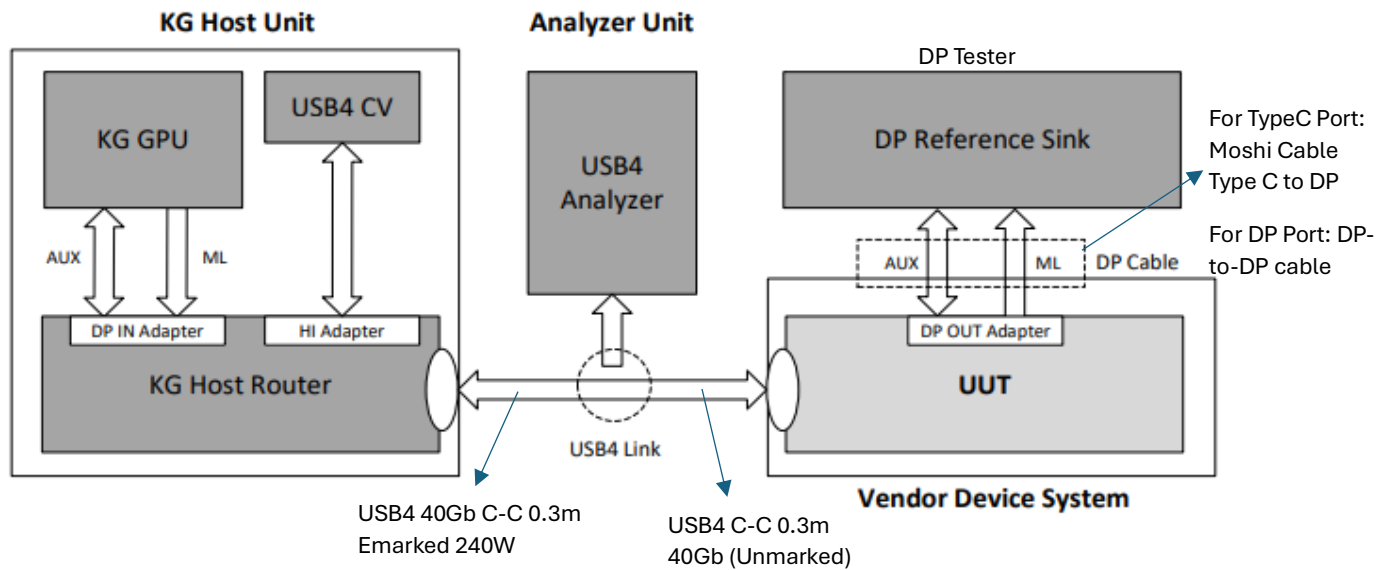 KG Host Unit
Analyzer Unit
DP Tester
KG GPU
USB4 CV
USB4
Analyzer
DP Reference Sink
For TypeC Port:
Moshi Cable
Type C to DP
For DP Port: DP-
to-DP cable
AUX
ML
AUX
ML
DP Cable
DP IN Adapter
HI Adapter
DP OUT Adapter
KG Host Router
UUT
USB4 Link
Vendor Device System
USB4 40Gb C-C 0.3m
Emarked 240W
USB4 C-C 0.3m
40Gb (Unmarked)